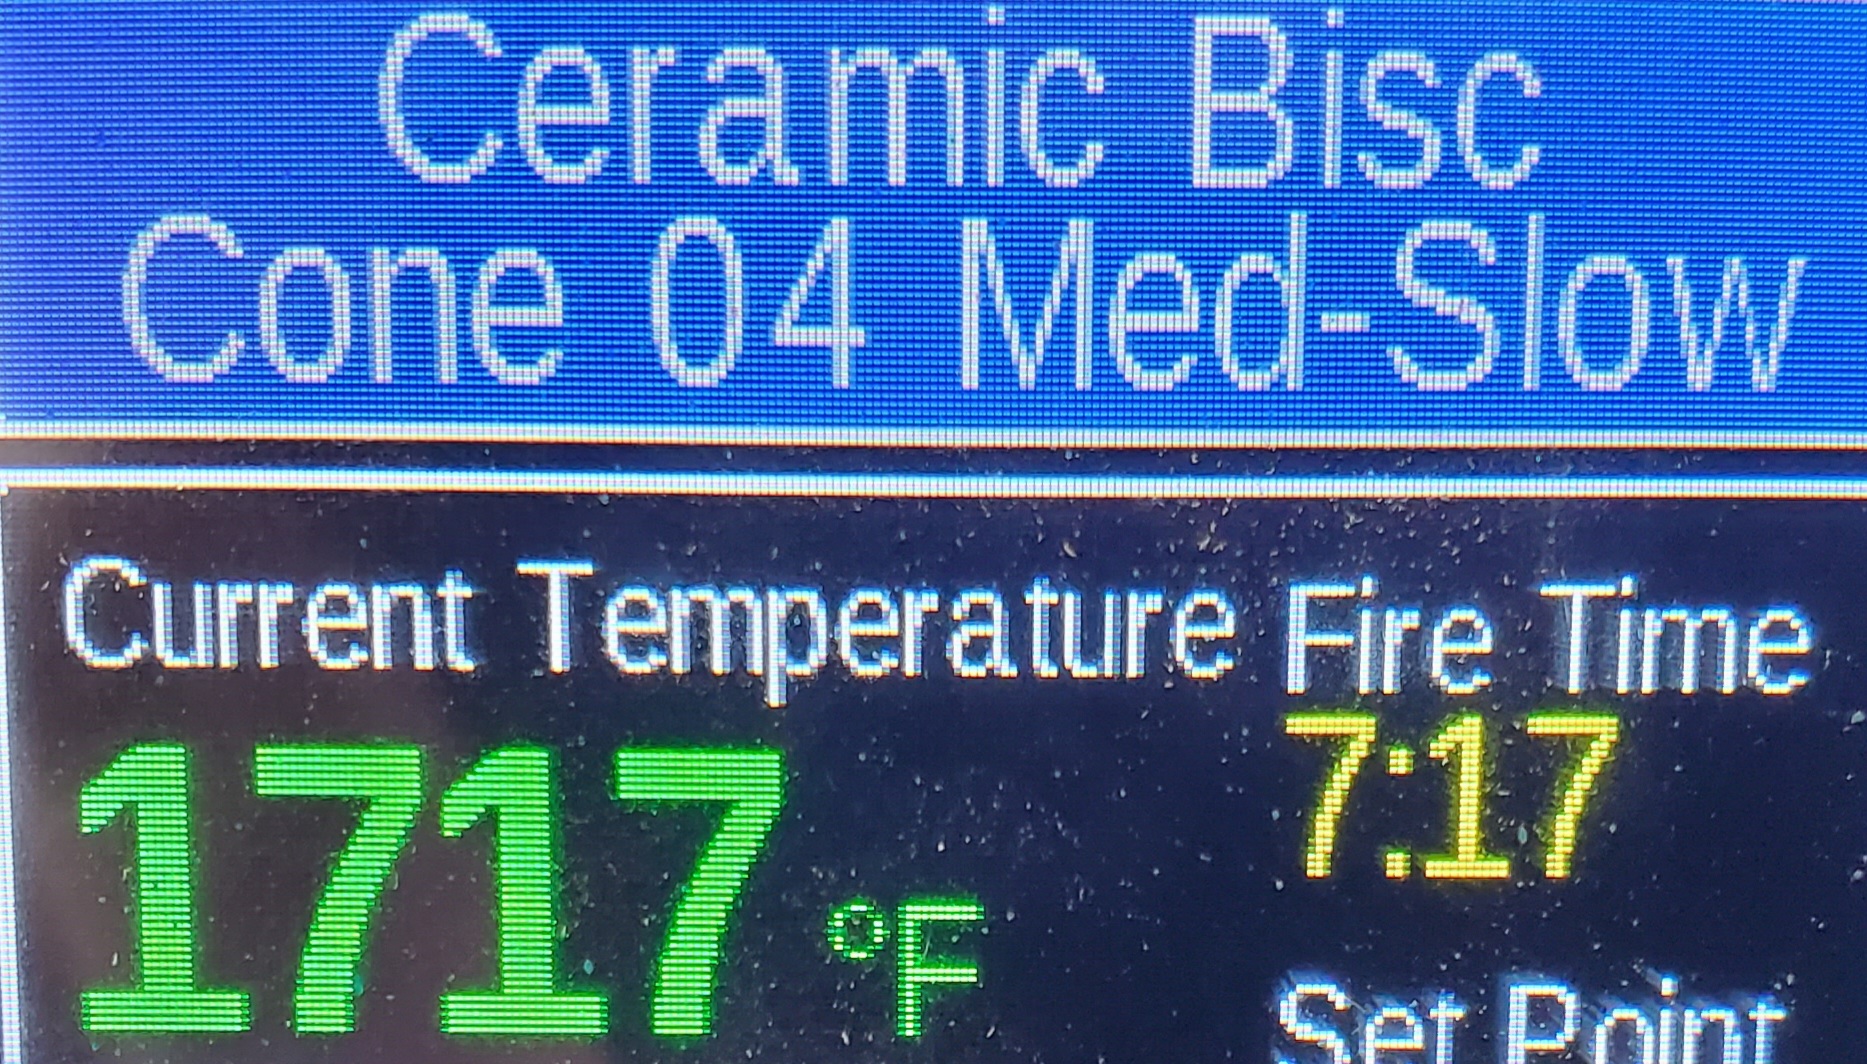 Ceramic Bisc
Cone 04 Med-Slow
Current Temperature
1717 °F
Fire Time
7:17
Set Point